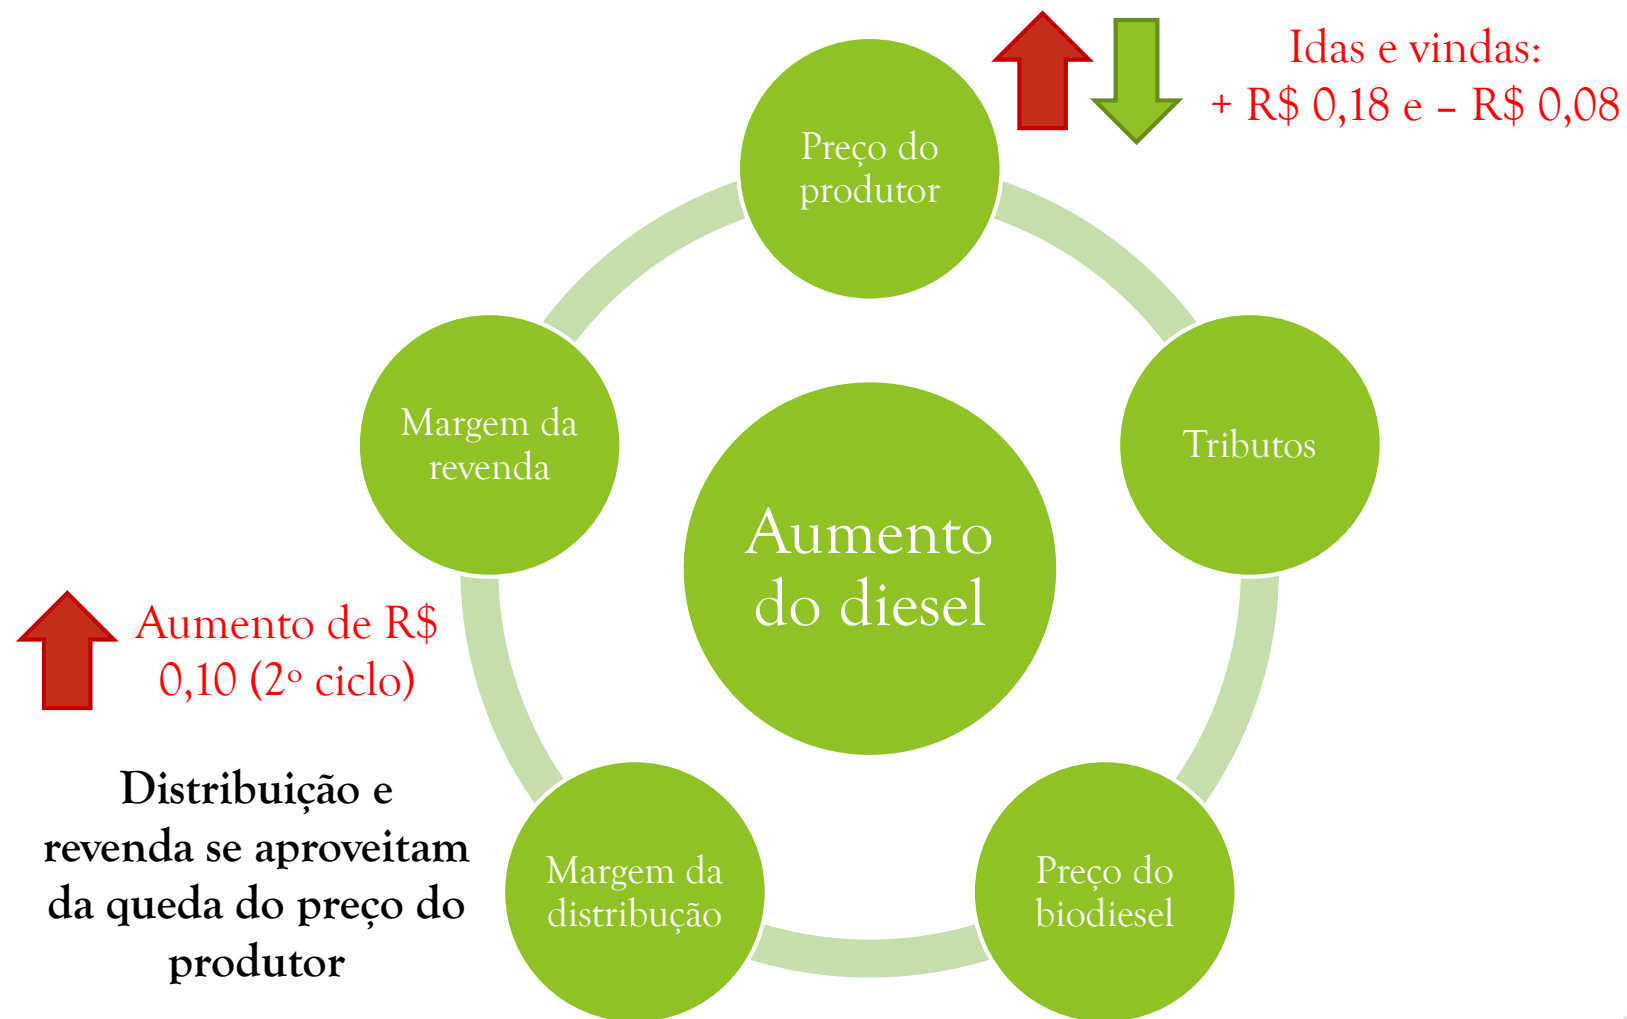 Idas e vindas:
+ R$ 0,18 e – R$ 0,08
Preço do
produtor
Margem da
revenda
Tributos
Aumento
do diesel
Aumento de R$
0,10 (2º ciclo)
Distribuição e
revenda se aproveitam
da queda do preço do
produtor
Margem da
distribução
Preço do
biodiesel